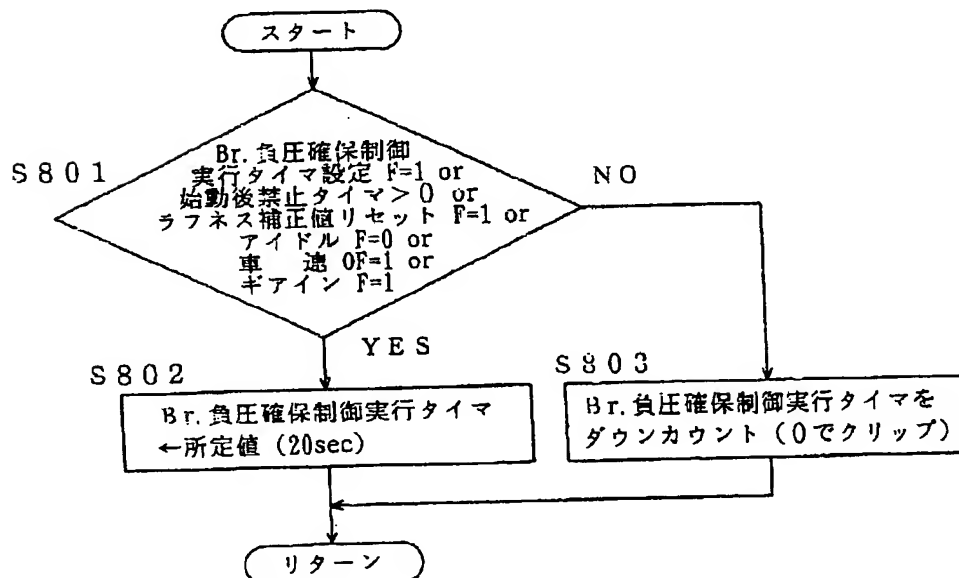 スタート
S801
Br.負圧確保制御
実行タイマ設定 F=1 or
始動後禁止タイマ>0 or
ラフネス補正値リセット F=1 or
アイドル F=0 or
車 速 0F=1 or
ギアイン F=1
NO
YES
S802
Br.負圧確保制御実行タイマ
←所定値 (20sec)
S803
Br.負圧確保制御実行タイマを
ダウンカウント (0でクリップ)
リターン